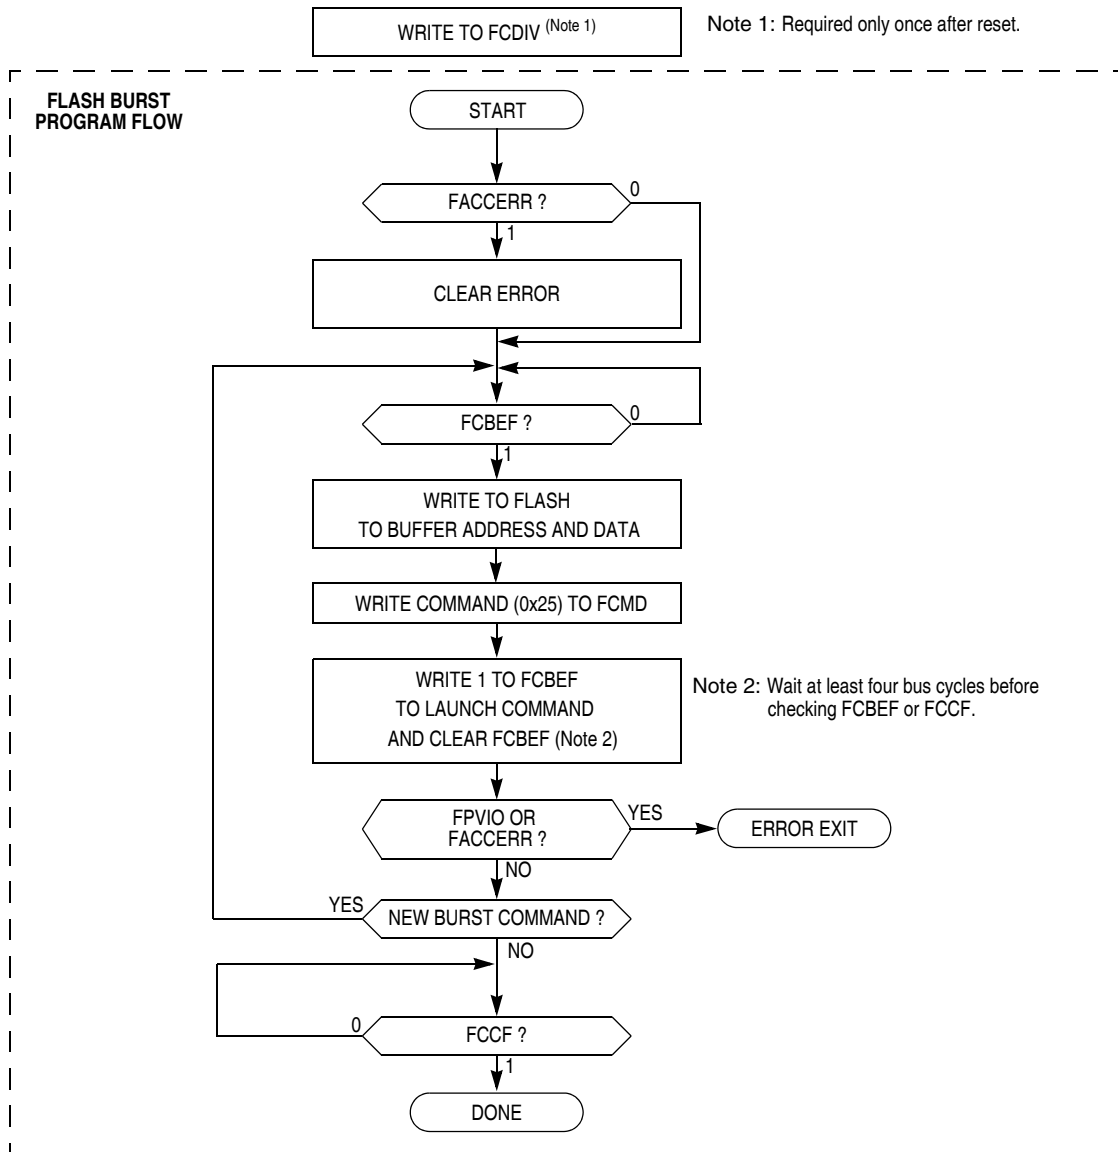 WRITE TO FCDIV (Note 1)
Note 1: Required only once after reset.
FLASH BURST
PROGRAM FLOW
START
FACCERR ?
0
1
CLEAR ERROR
FCBEF ?
0
1
WRITE TO FLASH
TO BUFFER ADDRESS AND DATA
WRITE COMMAND (0x25) TO FCMD
WRITE 1 TO FCBEF
TO LAUNCH COMMAND
AND CLEAR FCBEF (Note 2)
Note 2: Wait at least four bus cycles before
checking FCBEF or FCCF.
FPVIO OR
FACCERR ?
YES
ERROR EXIT
NO
YES
NEW BURST COMMAND ?
NO
0
FCCF ?
1
DONE